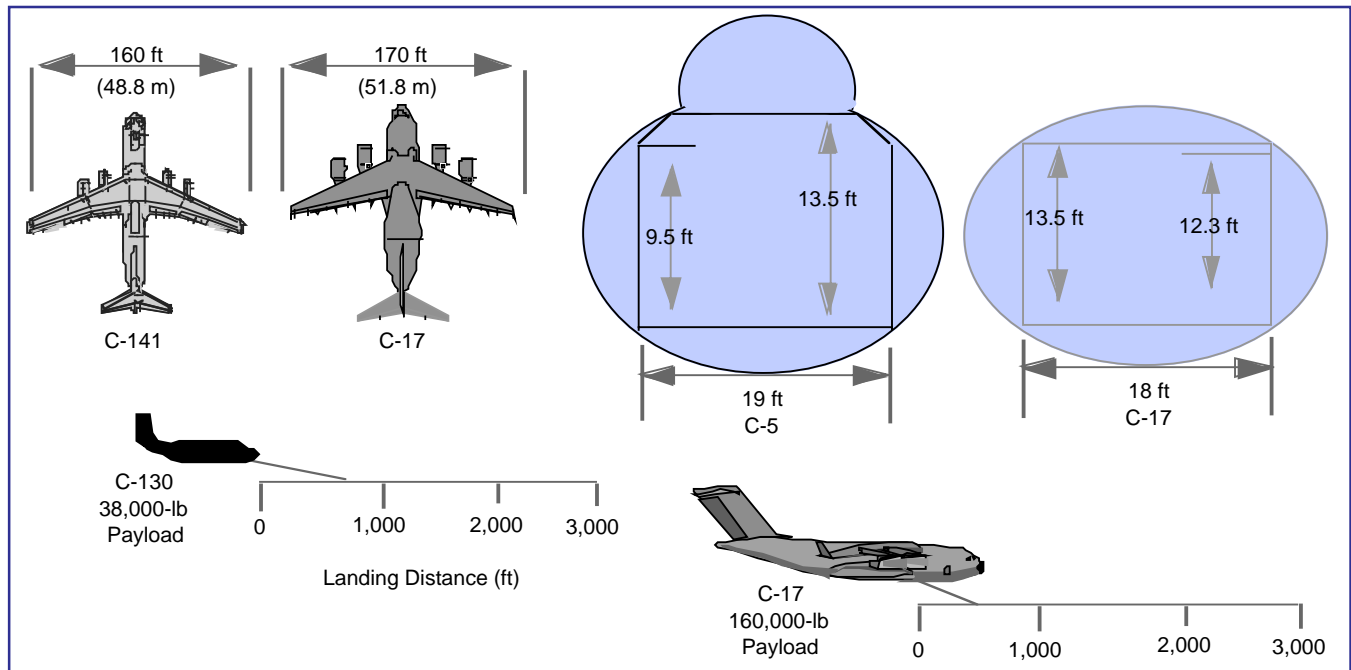 160 ft
(48.8 m)
C-141
170 ft
(51.8 m)
C-17
9.5 ft
13.5 ft
19 ft
C-5
13.5 ft
12.3 ft
18 ft
C-17
C-130
38,000-lb
Payload
0
1,000
2,000
3,000
Landing Distance (ft)
C-17
160,000-lb
Payload
0
1,000
2,000
3,000